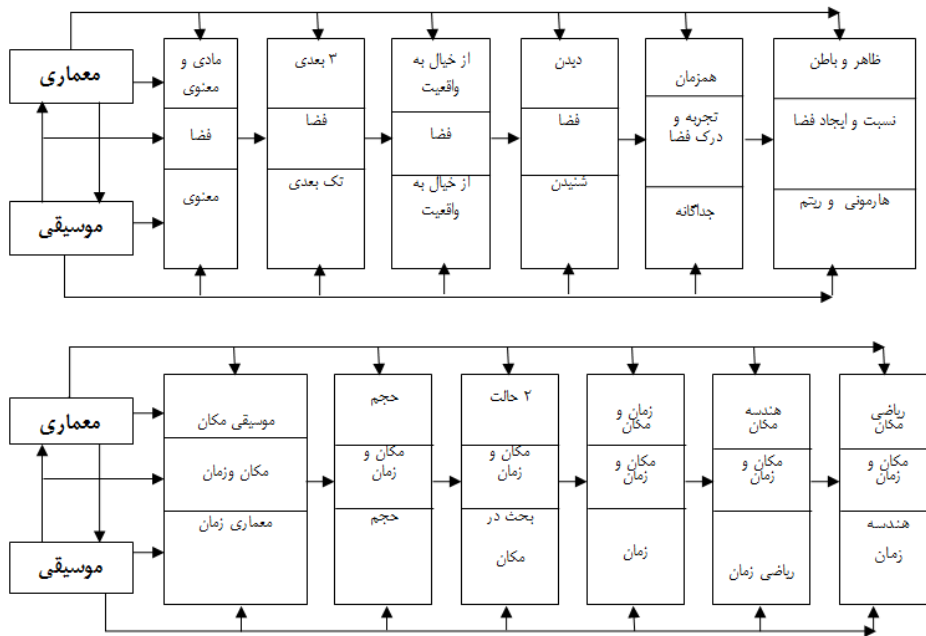 معماری
موسیقی
مادی و
معنوی
فضا
معنوی
۳ بعدی
فضا
تک بعدی
از خیال به
واقعیت
فضا
از خیال به
واقعیت
دیدن
فضا
شنیدن
همزمان
تجربه و
درک فضا
جداگانه
ظاهر و باطن
نسبت و ایجاد فضا
هارمونی و ریتم
معماری
موسیقی
موسیقی مکان
مکان وزمان
معماری زمان
حجم
مکان و
زمان
حجم
۲ حالت
مکان و
زمان
بحث در
مکان
زمان و
مکان
مکان و
زمان
زمان
هندسه
مکان
مکان و
زمان
ریاضی زمان
ریاضی
مکان
مکان و
زمان
هندسه
زمان